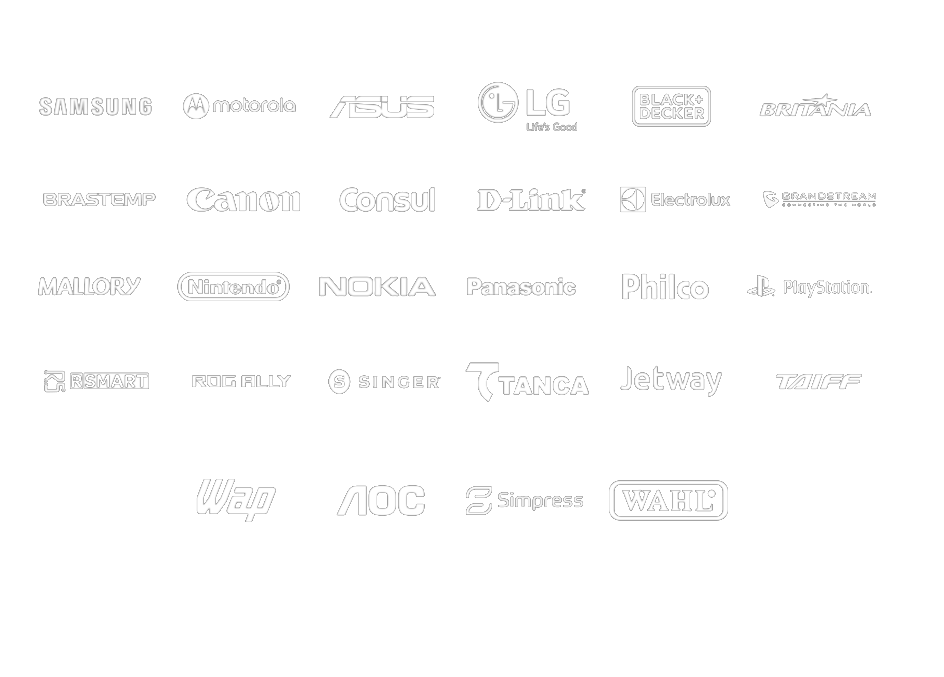 SAMSUNG motorola ASUS LG Life's Good BLACK+ DECKER BRITÂNIA
BRASTEMP Canon Consul D-Link Electrolux GRANDSTREAM CONNECTING THE WORLD
MALLORY Nintendo NOKIA Panasonic Philco PlayStation
RSMART ROG ALLY SINGER TANCA Jetway TAIFF
Wap AOC Simpress WAHL